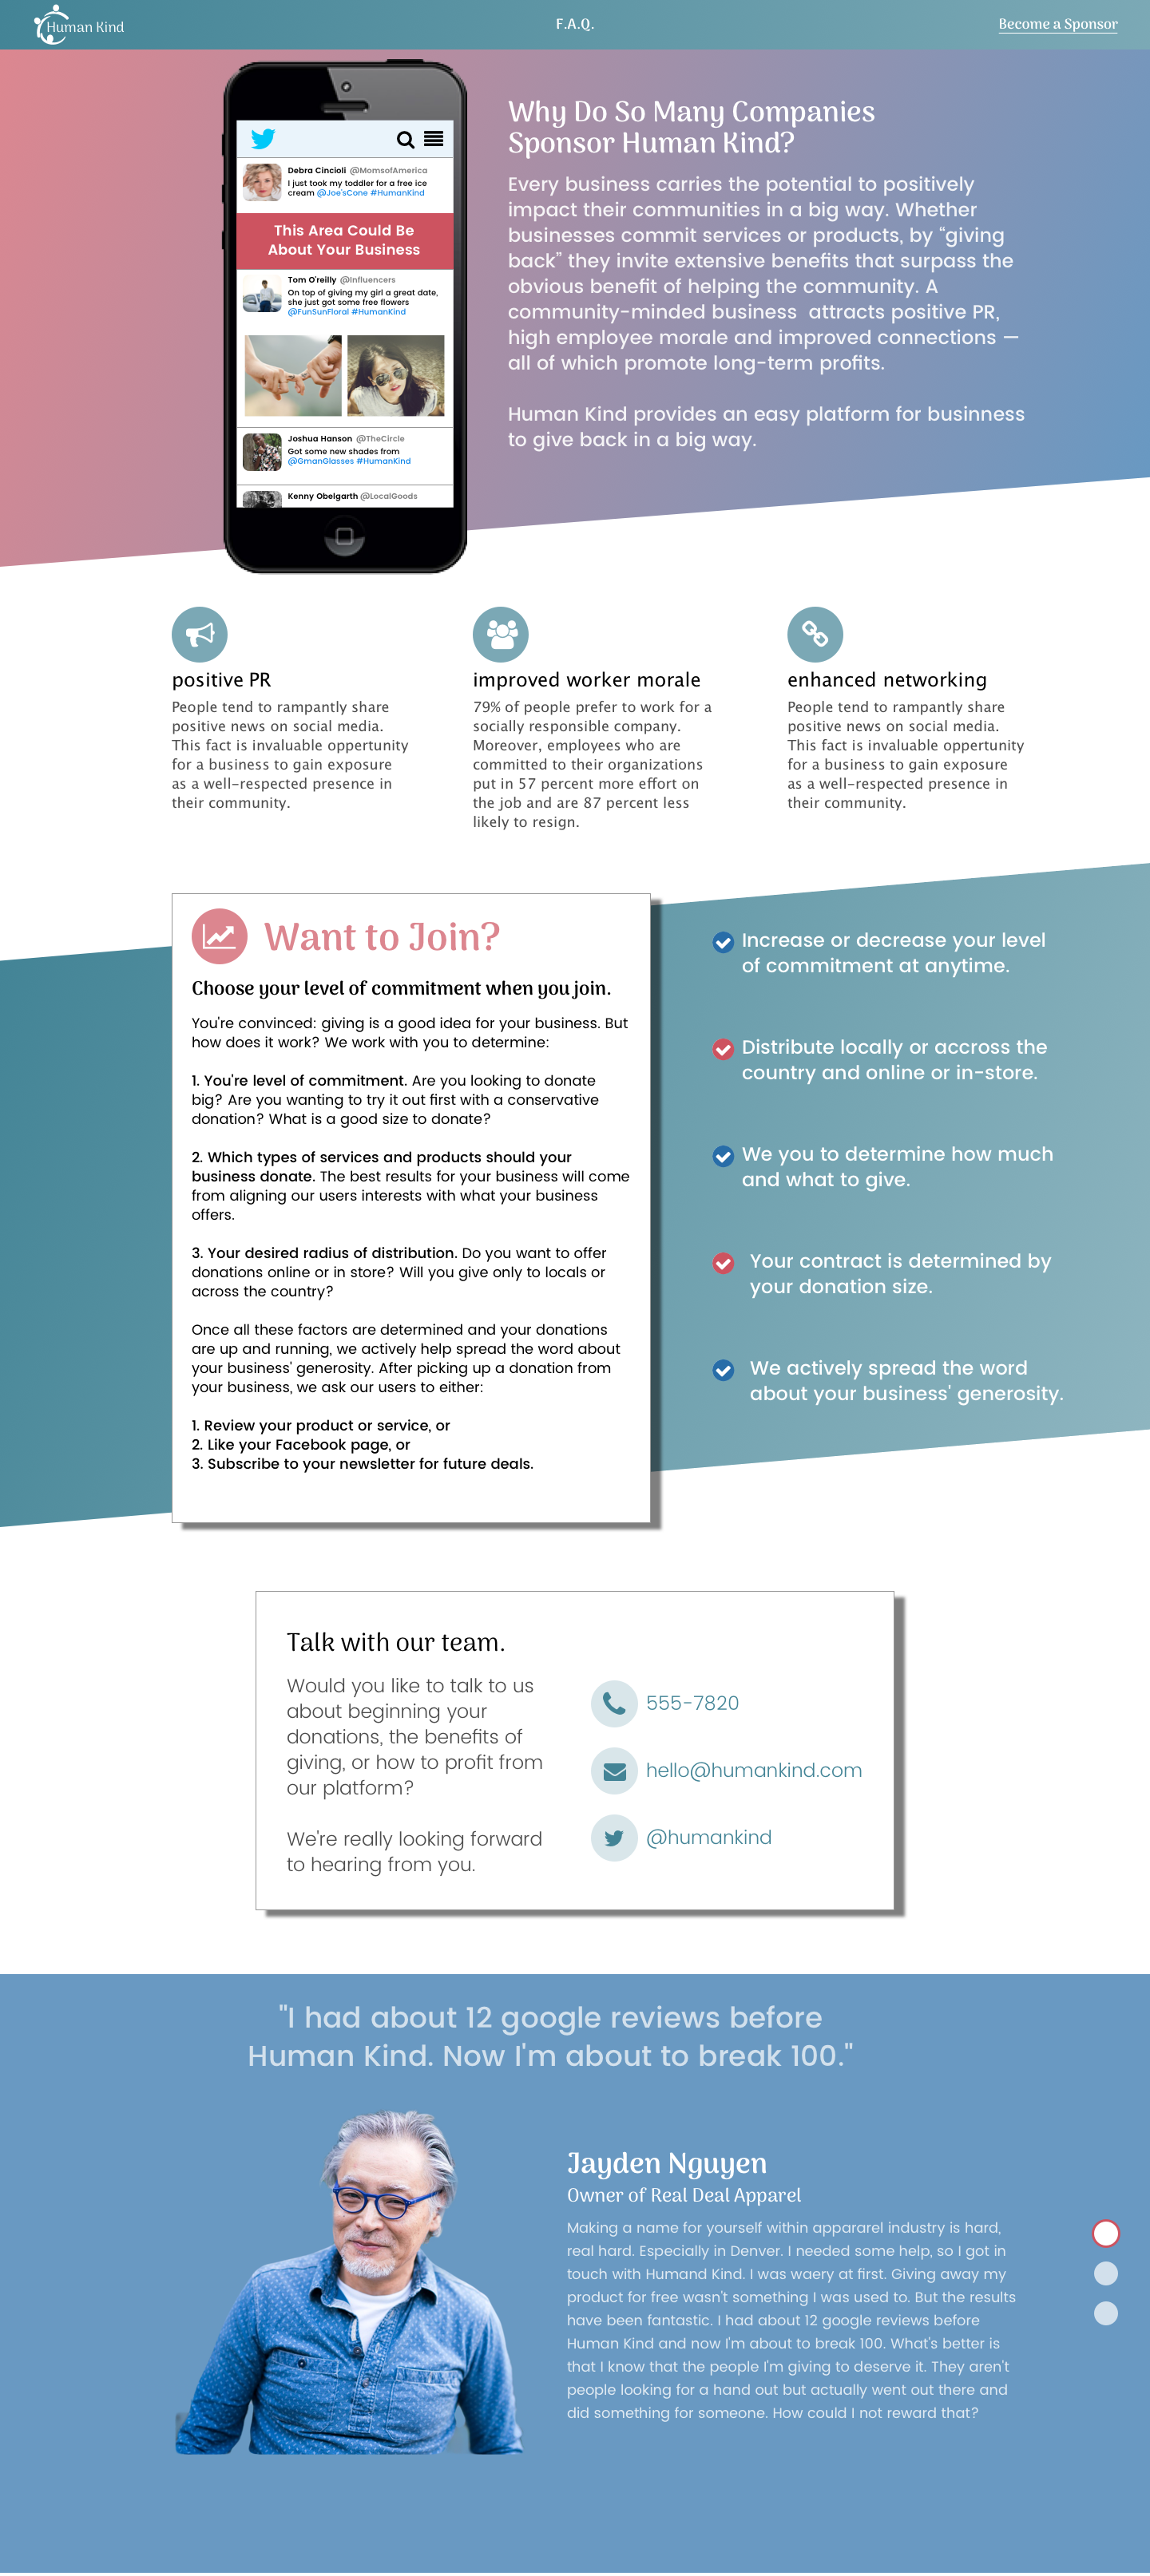 Human Kind
F.A.Q.
Become a Sponsor
Debra Cincioli @MomsofAmerica
I just took my toddler for a free ice
cream @Joe'sCone #HumanKind
This Area Could Be
About Your Business
Tom O'reilly @Influencers
On top of giving my girl a great date,
she just got some free flowers
@FunSunFloral #HumanKind
Joshua Hanson @TheCircle
Got some new shades from
@GmanGlasses #HumanKind
Kenny Obelgarth @LocalGoods
Why Do So Many Companies
Sponsor Human Kind?
Every business carries the potential to positively
impact their communities in a big way. Whether
businesses commit services or products, by “giving
back” they invite extensive benefits that surpass the
obvious benefit of helping the community. A
community-minded business  attracts positive PR,
high employee morale and improved connections —
all of which promote long-term profits.
Human Kind provides an easy platform for businness
to give back in a big way.
positive PR
People tend to rampantly share
positive news on social media.
This fact is invaluable oppertunity
for a business to gain exposure
as a well-respected presence in
their community.
improved worker morale
79% of people prefer to work for a
socially responsible company.
Moreover, employees who are
committed to their organizations
put in 57 percent more effort on
the job and are 87 percent less
likely to resign.
enhanced networking
People tend to rampantly share
positive news on social media.
This fact is invaluable oppertunity
for a business to gain exposure
as a well-respected presence in
their community.
Want to Join?
Choose your level of commitment when you join.
You're convinced: giving is a good idea for your business. But
how does it work? We work with you to determine:
1. You're level of commitment. Are you looking to donate
big? Are you wanting to try it out first with a conservative
donation? What is a good size to donate?
2. Which types of services and products should your
business donate. The best results for your business will come
from aligning our users interests with what your business
offers.
3. Your desired radius of distribution. Do you want to offer
donations online or in store? Will you give only to locals or
across the country?
Once all these factors are determined and your donations
are up and running, we actively help spread the word about
your business' generosity. After picking up a donation from
your business, we ask our users to either:
1. Review your product or service, or
2. Like your Facebook page, or
3. Subscribe to your newsletter for future deals.
Increase or decrease your level
of commitment at anytime.
Distribute locally or accross the
country and online or in-store.
We you to determine how much
and what to give.
Your contract is determined by
your donation size.
We actively spread the word
about your business' generosity.
Talk with our team.
Would you like to talk to us
about beginning your
donations, the benefits of
giving, or how to profit from
our platform?
We're really looking forward
to hearing from you.
555-7820
hello@humankind.com
@humankind
"I had about 12 google reviews before
Human Kind. Now I'm about to break 100."
Jayden Nguyen
Owner of Real Deal Apparel
Making a name for yourself within appararel industry is hard,
real hard. Especially in Denver. I needed some help, so I got in
touch with Humand Kind. I was waery at first. Giving away my
product for free wasn't something I was used to. But the results
have been fantastic. I had about 12 google reviews before
Human Kind and now I'm about to break 100. What's better is
that I know that the people I'm giving to deserve it. They aren't
people looking for a hand out but actually went out there and
did something for someone. How could I not reward that?